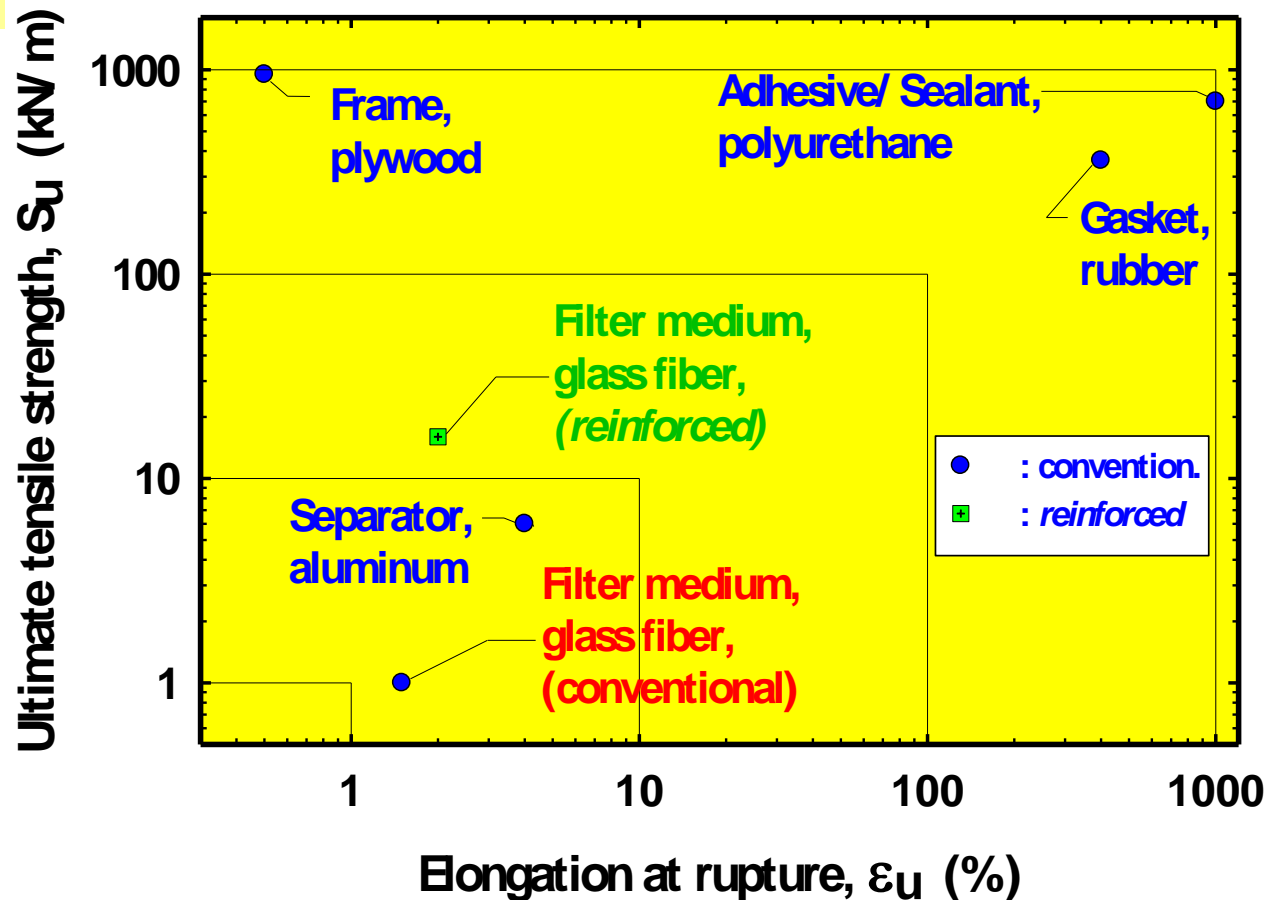 Ultimate tensile strength, Su (kN/m)
1000
100
10
1
Frame,
plywood
Adhesive/ Sealant,
polyurethane
Gasket,
rubber
Filter medium,
glass fiber,
(reinforced)
Separator,
aluminum
Filter medium,
glass fiber,
(conventional)
: convention.
: reinforced
1 10 100 1000
Elongation at rupture, εu (%)